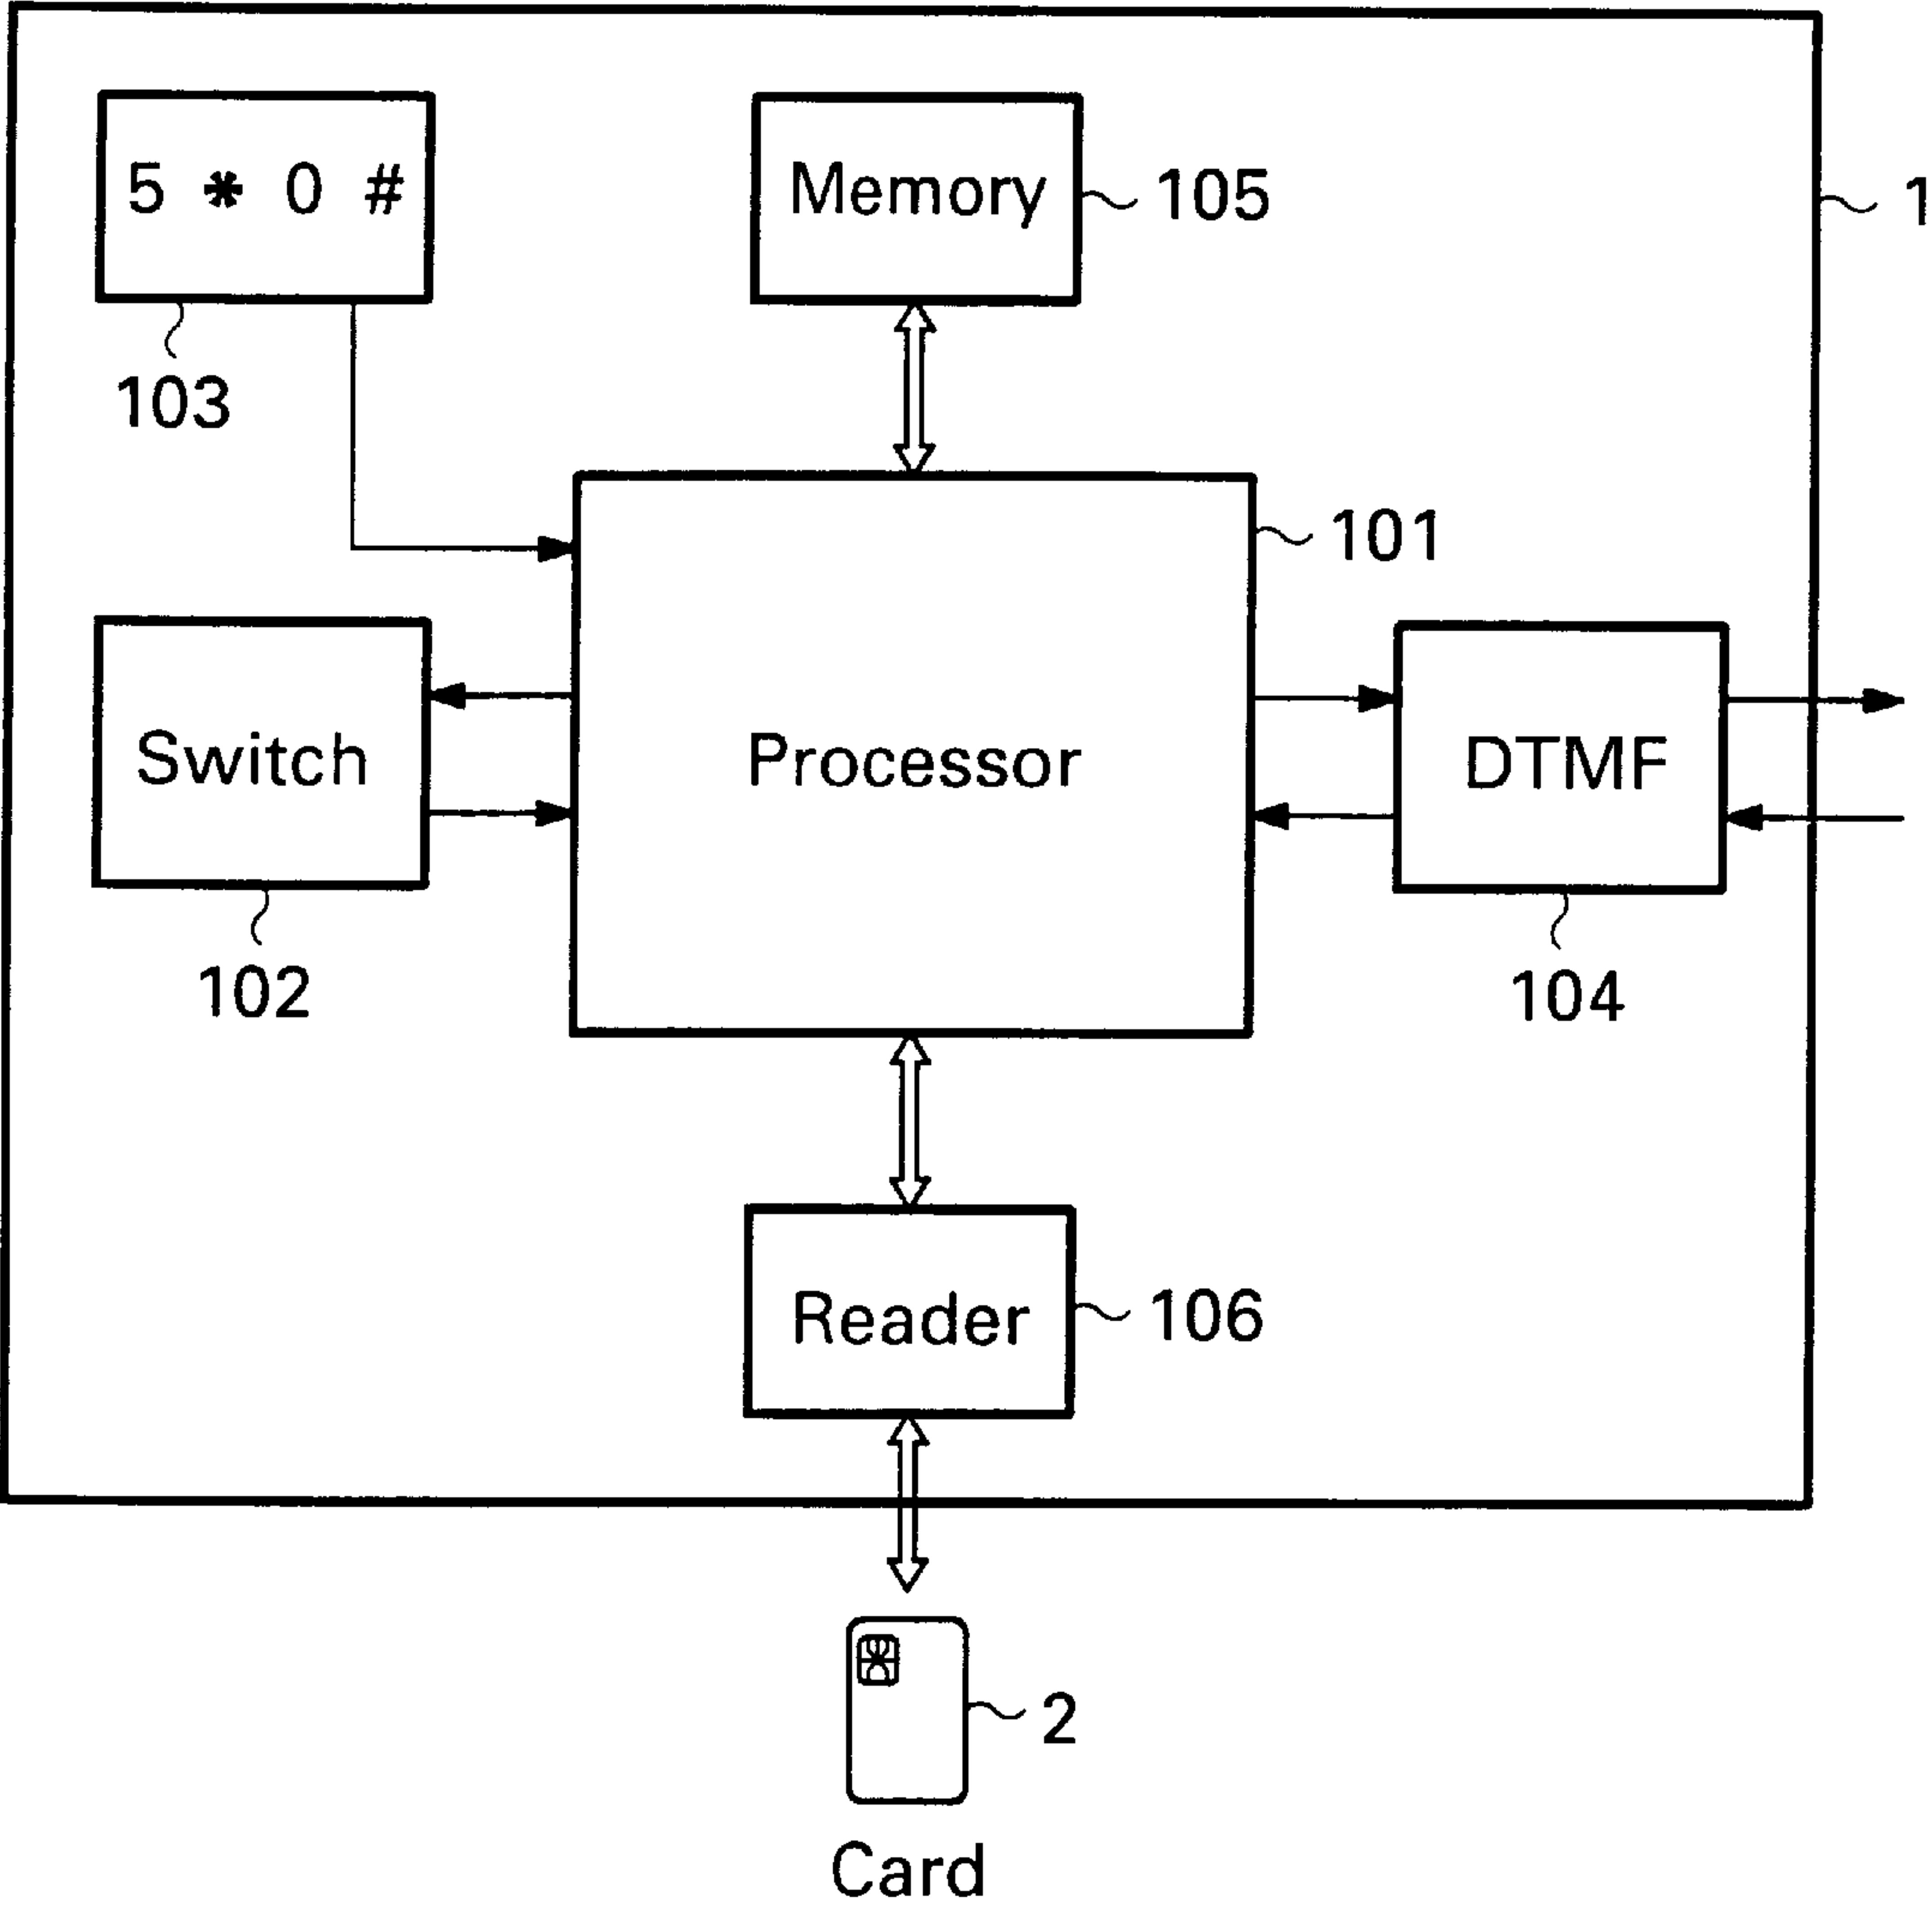 5 * 0 #
Memory
105
1
103
101
Switch
Processor
DTMF
102
104
Reader
106
2
Card